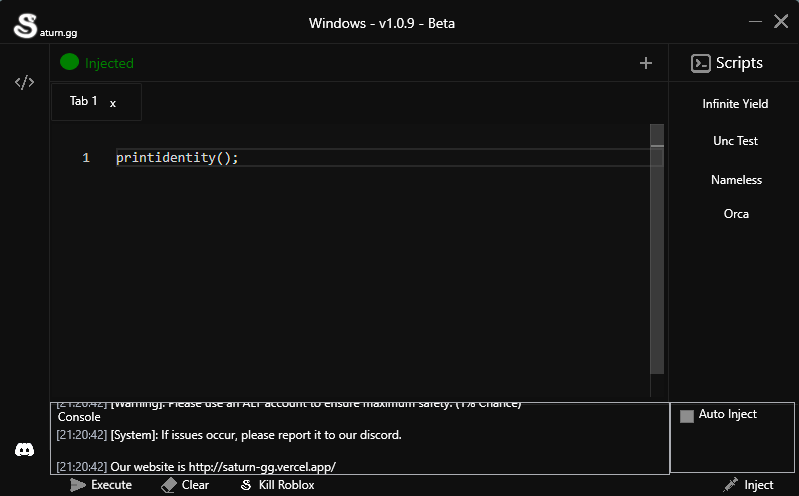 Saturn.gg
Windows - v1.0.9 - Beta
Injected
+
Scripts
Tab 1 x
1 printidentity();
Infinite Yield
Unc Test
Nameless
Orca
[21:20:42] [Warning]: Please use an ALT account to ensure maximum safety. (1% Chance)
Console
[21:20:42] [System]: If issues occur, please report it to our discord.
[21:20:42] Our website is http://saturn-gg.vercel.app/
Auto Inject
Execute Clear Kill Roblox Inject